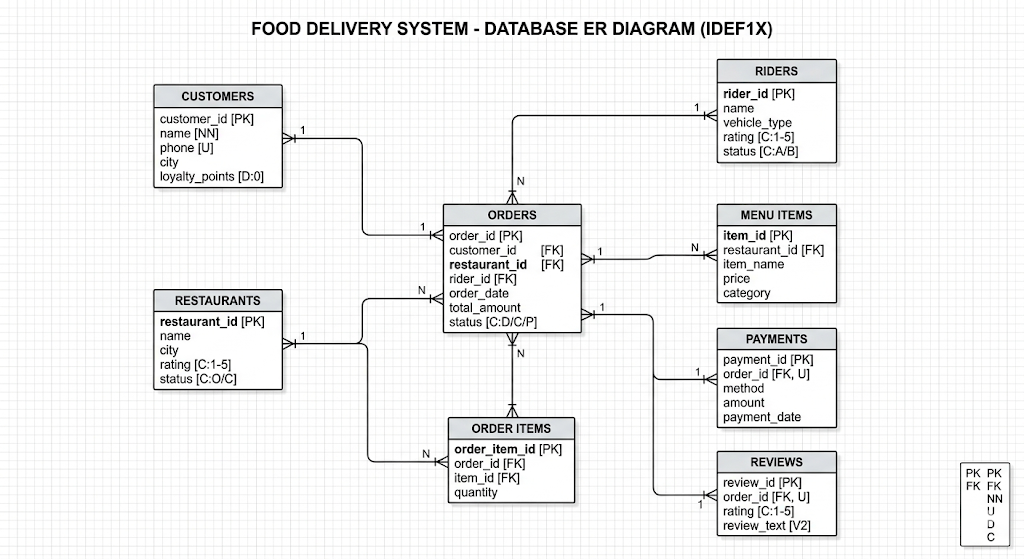 FOOD DELIVERY SYSTEM - DATABASE ER DIAGRAM (IDEF1X)
CUSTOMERS
customer_id [PK]
name [NN]
phone [U]
city
loyalty_points [D:0]
1
1
RIDERS
rider_id [PK]
name
vehicle_type
rating [C:1-5]
status [C:A/B]
1
N
ORDERS
order_id [PK]
customer_id [FK]
restaurant_id [FK]
rider_id [FK]
order_date
total_amount
status [C:D/C/P]
1
N
1
N
N
MENU ITEMS
item_id [PK]
restaurant_id [FK]
item_name
price
category
RESTAURANTS
restaurant_id [PK]
name
city
rating [C:1-5]
status [C:O/C]
1
N
PAYMENTS
payment_id [PK]
order_id [FK, U]
method
amount
payment_date
1
ORDER ITEMS
order_item_id [PK]
order_id [FK]
item_id [FK]
quantity
REVIEWS
review_id [PK]
order_id [FK, U]
rating [C:1-5]
review_text [V2]
1
PK PK
FK FK
NN
U
D
C